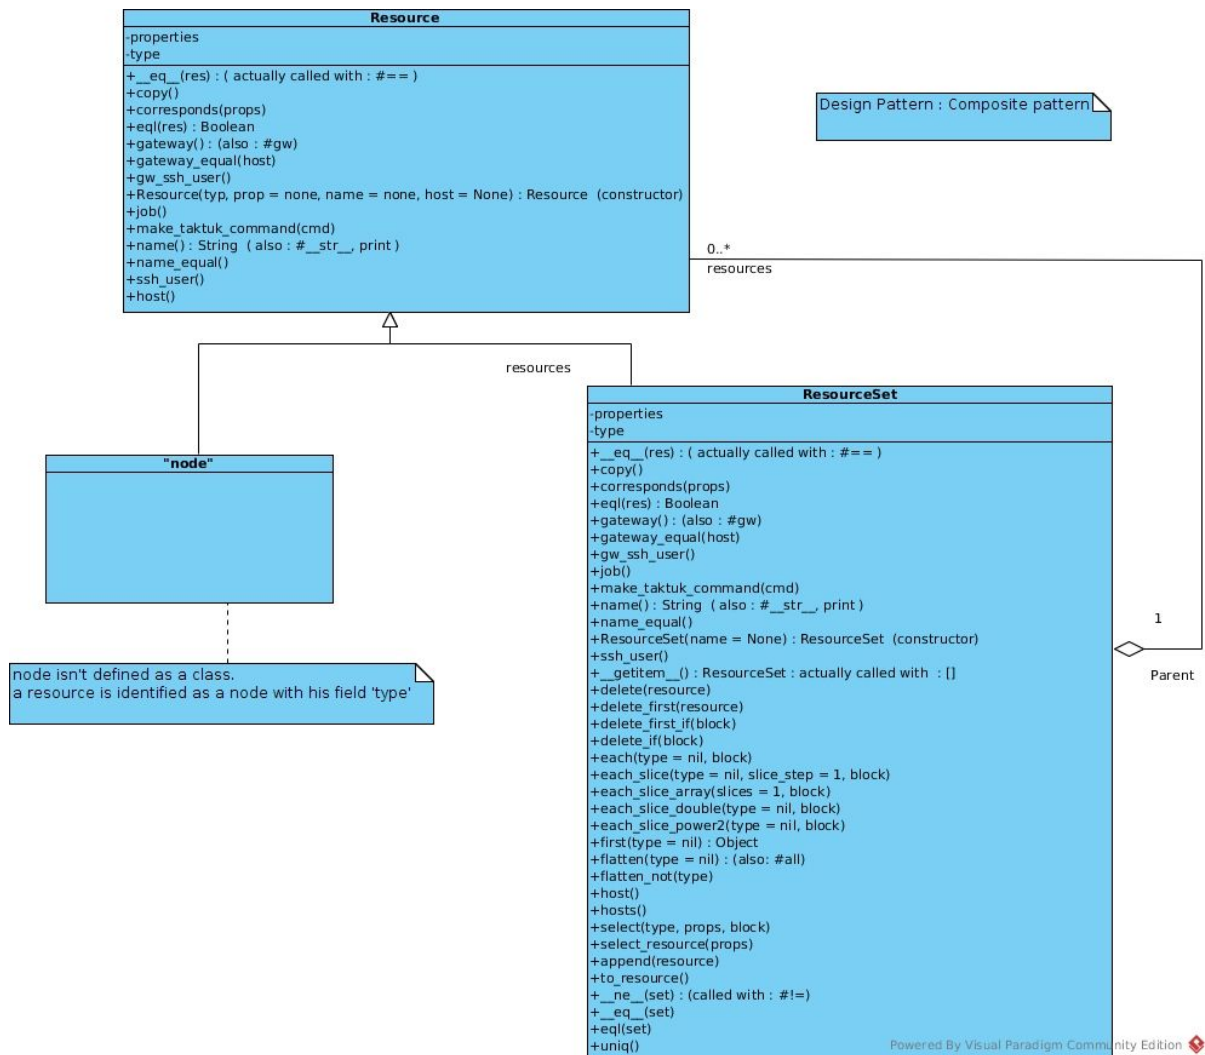 Resource
-properties
-type
+__eq__(res) : ( actually called with : #== )
+copy()
+corresponds(props)
+eql(res) : Boolean
+gateway() : (also : #gw)
+gateway_equal(host)
+gw_ssh_user()
+Resource(typ, prop = none, name = none, host = None) : Resource  (constructor)
+job()
+make_taktuk_command(cmd)
+name() : String  ( also : #__str__, print )
+name_equal()
+ssh_user()
+host()
Design Pattern : Composite pattern
0..*
resources
resources
"node"
node isn't defined as a class.
a resource is identified as a node with his field 'type'
ResourceSet
-properties
-type
+__eq__(res) : ( actually called with : #== )
+copy()
+corresponds(props)
+eql(res) : Boolean
+gateway() : (also : #gw)
+gateway_equal(host)
+gw_ssh_user()
+job()
+make_taktuk_command(cmd)
+name() : String  ( also : #__str__, print )
+name_equal()
+ResourceSet(name = None) : ResourceSet  (constructor)
+ssh_user()
+__getitem__() : ResourceSet : actually called with  : []
+delete(resource)
+delete_first(resource)
+delete_first_if(block)
+delete_if(block)
+each(type = nil, block)
+each_slice(type = nil, slice_step = 1, block)
+each_slice_array(slices = 1, block)
+each_slice_double(type = nil, block)
+each_slice_power2(type = nil, block)
+first(type = nil) : Object
+flatten(type = nil) : (also: #all)
+flatten_not(type)
+host()
+hosts()
+select(type, props, block)
+select_resource(props)
+append(resource)
+to_resource()
+__ne__(set) : (called with : #!=)
+__eq__(set)
+eql(set)
+uniq()
1
Parent
Powered By Visual Paradigm Community Edition